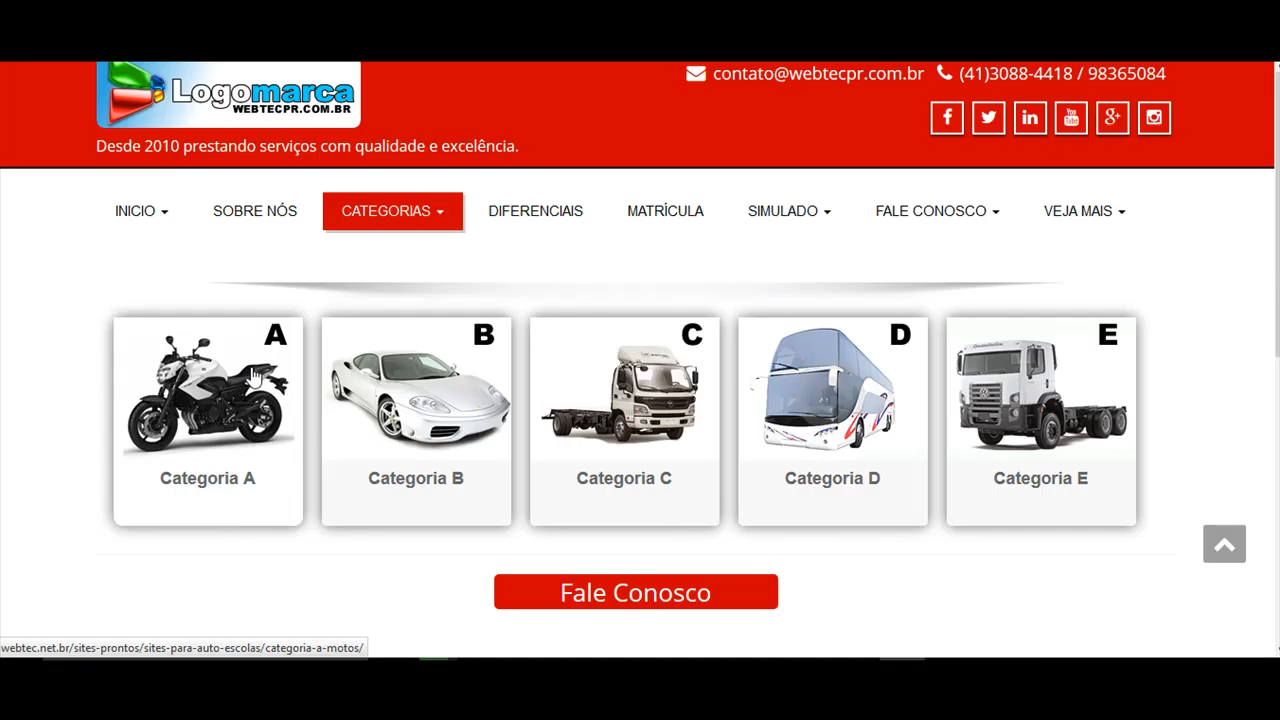 Logomarca
WEBTECPR.COM.BR
contato@webtecpr.com.br (41)3088-4418 / 98365084
Desde 2010 prestando serviços com qualidade e excelência.
INICIO SOBRE NÓS CATEGORIAS DIFERENCIAIS MATRÍCULA SIMULADO FALE CONOSCO VEJA MAIS
A B C D E
Categoria A Categoria B Categoria C Categoria D Categoria E
Fale Conosco
webtec.net.br/sites-prontos/sites-para-auto-escolas/categoria-a-motos/